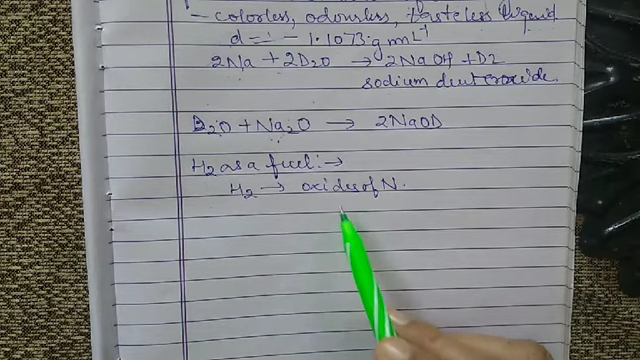 - colorless, odourless, tasteless liquid
d = - 1.1073 g mL⁻¹
2Na + 2D₂O → 2NaOH + D2
sodium deuteroxide.
D₂O + Na₂O → 2NaOD
H₂ as a fuel :→
H₂ → oxides of N.